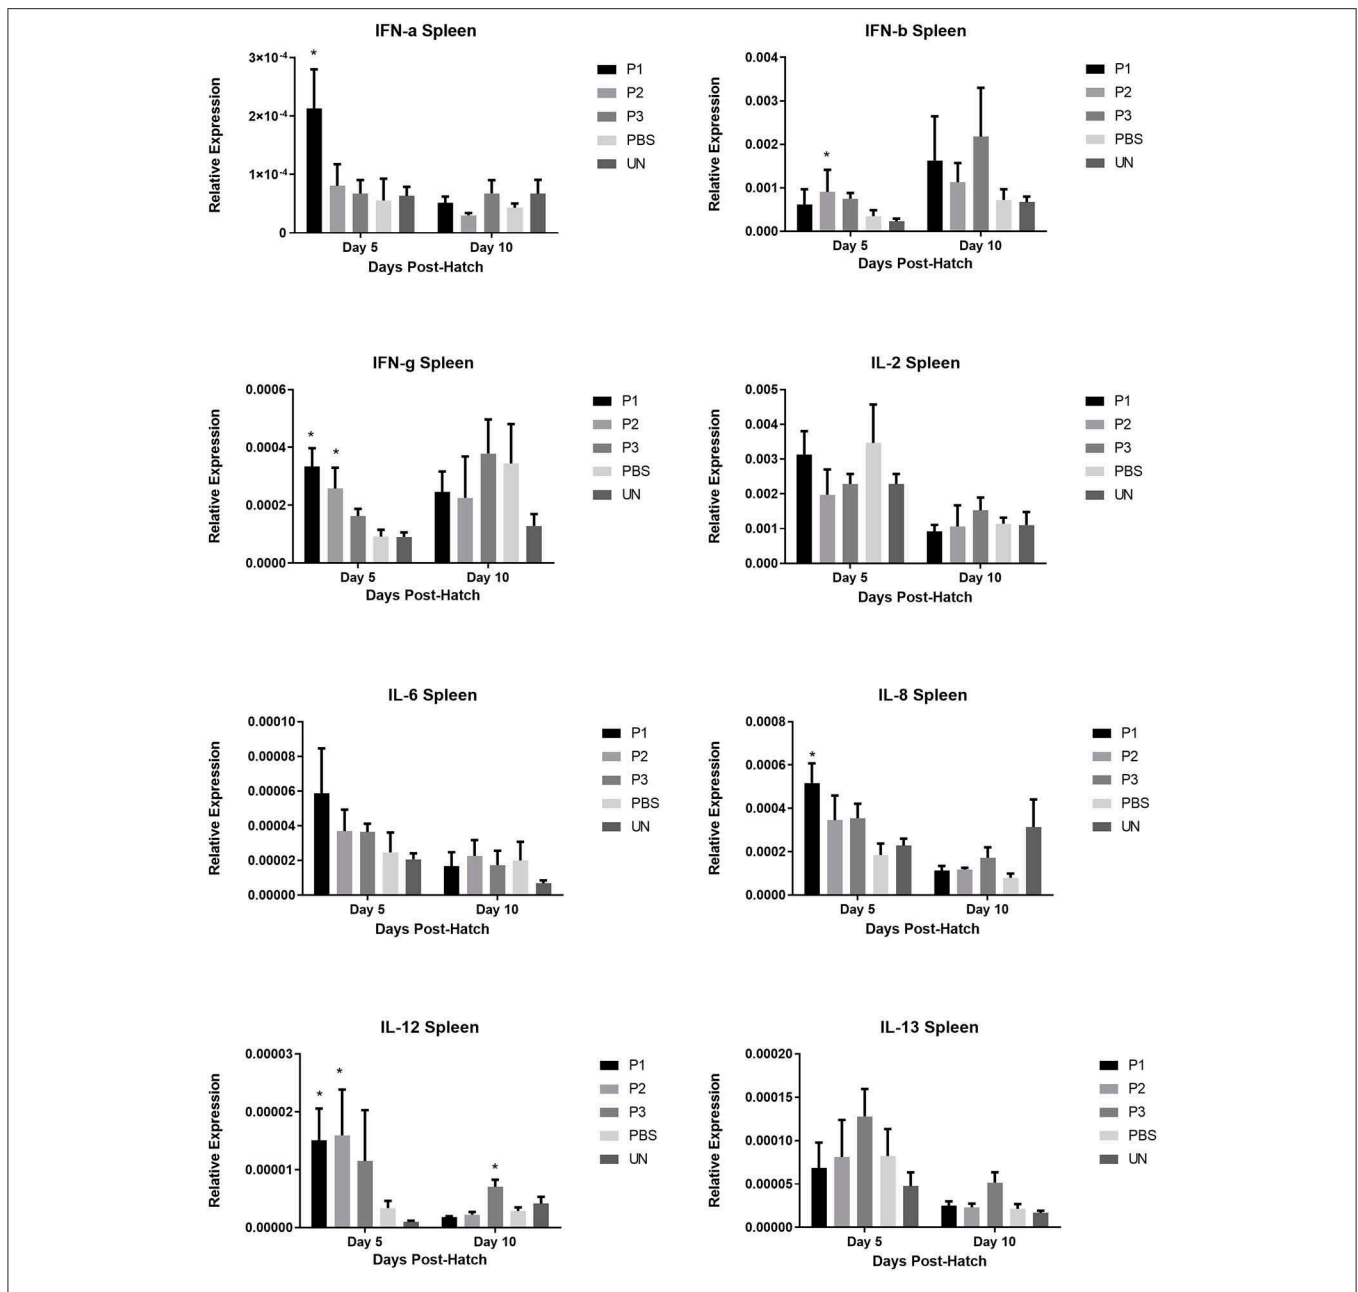 IFN-a Spleen
3×10-4
2×10-4
1×10-4
0
Relative Expression
*
Day 5
Day 10
Days Post-Hatch
P1
P2
P3
PBS
UN
IFN-b Spleen
0.004
0.003
0.002
0.001
0.000
Relative Expression
*
Day 5
Day 10
Days Post-Hatch
P1
P2
P3
PBS
UN
IFN-g Spleen
0.0006
0.0004
0.0002
0.0000
Relative Expression
*
*
Day 5
Day 10
Days Post-Hatch
P1
P2
P3
PBS
UN
IL-2 Spleen
0.005
0.004
0.003
0.002
0.001
0.000
Relative Expression
Day 5
Day 10
Days Post-Hatch
P1
P2
P3
PBS
UN
IL-6 Spleen
0.00010
0.00008
0.00006
0.00004
0.00002
0.00000
Relative Expression
Day 5
Day 10
Days Post-Hatch
P1
P2
P3
PBS
UN
IL-8 Spleen
0.0008
0.0006
0.0004
0.0002
0.0000
Relative Expression
*
Day 5
Day 10
Days Post-Hatch
P1
P2
P3
PBS
UN
IL-12 Spleen
0.00003
0.00002
0.00001
0.00000
Relative Expression
*
*
*
Day 5
Day 10
Days Post-Hatch
P1
P2
P3
PBS
UN
IL-13 Spleen
0.00020
0.00015
0.00010
0.00005
0.00000
Relative Expression
Day 5
Day 10
Days Post-Hatch
P1
P2
P3
PBS
UN